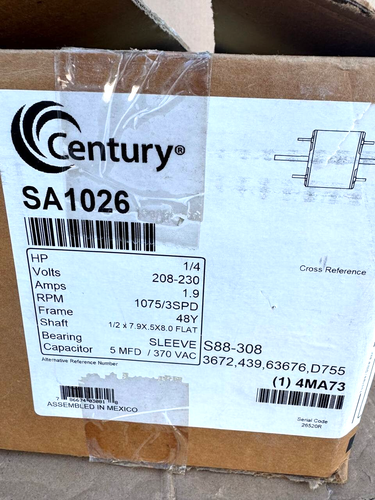 Century®
SA1026
HP 1/4
Volts 208-230
Amps 1.9
RPM 1075/3SPD
Frame 48Y
Shaft 1/2 x 7.9X.5X8.0 FLAT
Bearing SLEEVE
Capacitor 5 MFD / 370 VAC
Alternative Reference Number
Cross Reference
S88-308
3672,439,63676,D755
(1) 4MA73
ASSEMBLED IN MEXICO
Serial Code
26520R